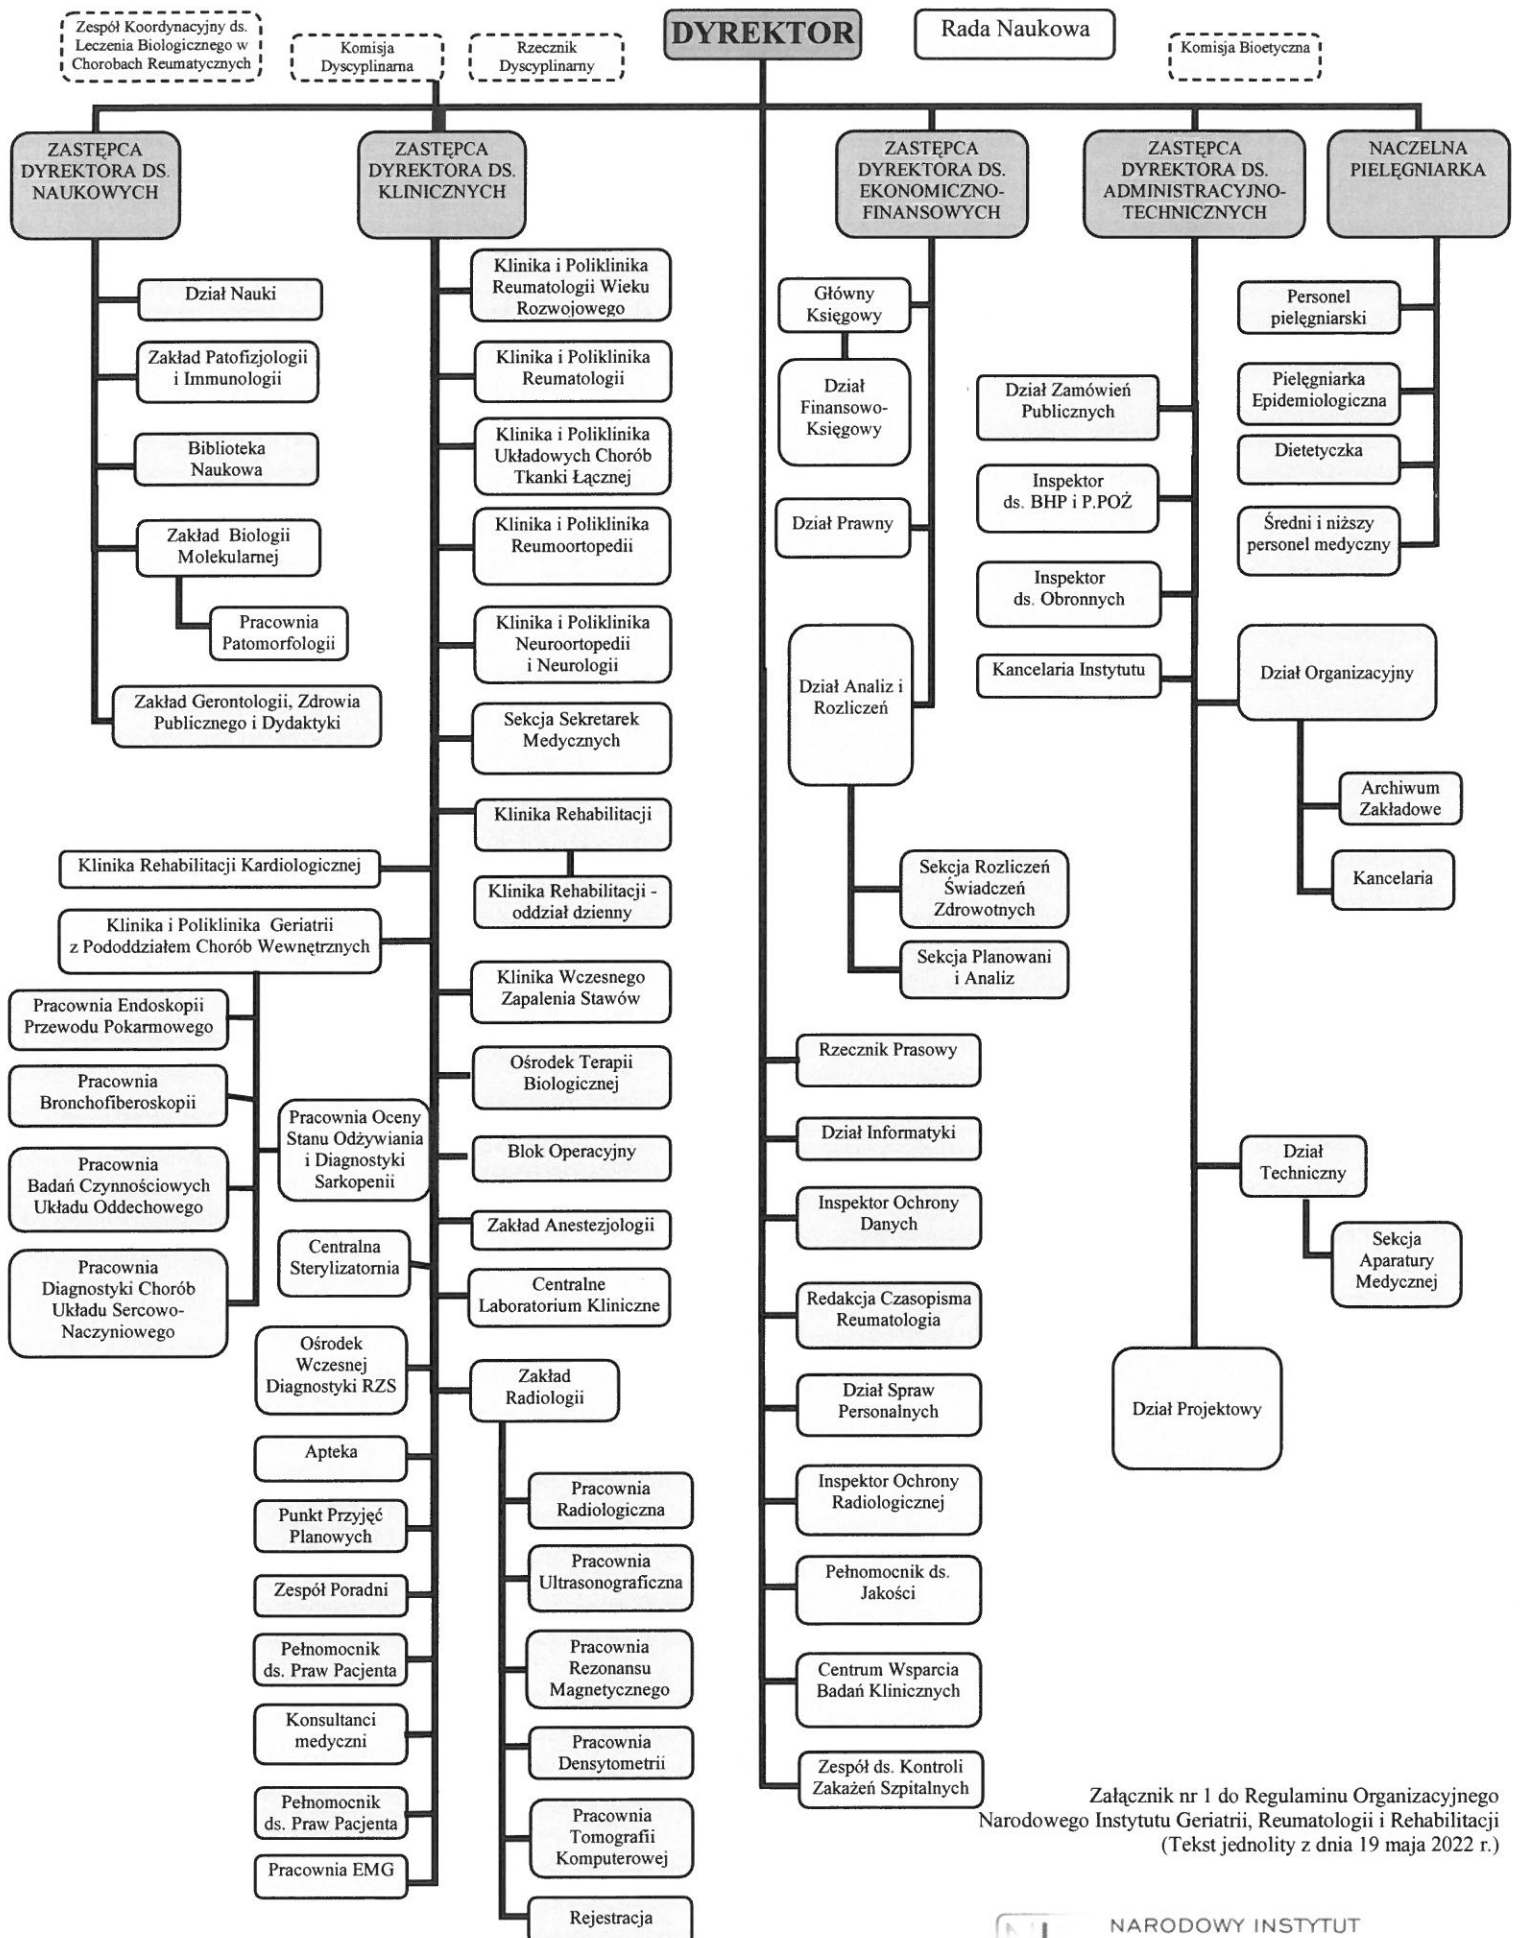 Zespół Koordynacyjny ds.
Leczenia Biologicznego w
Chorobach Reumatycznych
Komisja
Dyscyplinarna
Rzecznik
Dyscyplinarny
DYREKTOR
Rada Naukowa
Komisja Bioetyczna
ZASTĘPCA
DYREKTORA DS.
NAUKOWYCH
ZASTĘPCA
DYREKTORA DS.
KLINICZNYCH
ZASTĘPCA
DYREKTORA DS.
EKONOMICZNO-
FINANSOWYCH
ZASTĘPCA
DYREKTORA DS.
ADMINISTRACYJNO-
TECHNICZNYCH
NACZELNA
PIELĘGNIARKA
Dział Nauki
Zakład Patofizjologii
i Immunologii
Biblioteka
Naukowa
Zakład Biologii
Molekularnej
Pracownia
Patomorfologii
Zakład Gerontologii, Zdrowia
Publicznego i Dydaktyki
Klinika i Poliklinika
Reumatologii Wieku
Rozwojowego
Klinika i Poliklinika
Reumatologii
Klinika i Poliklinika
Układowych Chorób
Tkanki Łącznej
Klinika i Poliklinika
Reumoortopedii
Klinika i Poliklinika
Neuroortopedii
i Neurologii
Sekcja Sekretarek
Medycznych
Klinika Rehabilitacji
Klinika Rehabilitacji -
oddział dzienny
Klinika Rehabilitacji Kardiologicznej
Klinika i Poliklinika Geriatrii
z Pododdziałem Chorób Wewnętrznych
Pracownia Endoskopii
Przewodu Pokarmowego
Pracownia
Bronchofiberoskopii
Pracownia
Badań Czynnościowych
Układu Oddechowego
Pracownia
Diagnostyki Chorób
Układu Sercowo-
Naczyniowego
Pracownia Oceny
Stanu Odżywiania
i Diagnostyki
Sarkopenii
Klinika Wczesnego
Zapalenia Stawów
Ośrodek Terapii
Biologicznej
Blok Operacyjny
Zakład Anestezjologii
Centralna
Sterylizatornia
Centralne
Laboratorium Kliniczne
Ośrodek
Wczesnej
Diagnostyki RZS
Zakład
Radiologii
Apteka
Punkt Przyjęć
Planowych
Zespół Poradni
Pełnomocnik
ds. Praw Pacjenta
Konsultanci
medyczni
Pełnomocnik
ds. Praw Pacjenta
Pracownia EMG
Pracownia
Radiologiczna
Pracownia
Ultrasonograficzna
Pracownia
Rezonansu
Magnetycznego
Pracownia
Densytometrii
Pracownia
Tomografii
Komputerowej
Rejestracja
Główny
Księgowy
Dział
Finansowo-
Księgowy
Dział Prawny
Dział Analiz i
Rozliczeń
Sekcja Rozliczeń
Świadczeń
Zdrowotnych
Sekcja Planowani
i Analiz
Rzecznik Prasowy
Dział Informatyki
Inspektor Ochrony
Danych
Redakcja Czasopisma
Reumatologia
Dział Spraw
Personalnych
Inspektor Ochrony
Radiologicznej
Pełnomocnik ds.
Jakości
Centrum Wsparcia
Badań Klinicznych
Zespół ds. Kontroli
Zakażeń Szpitalnych
Dział Zamówień
Publicznych
Inspektor
ds. BHP i P.POŻ
Inspektor
ds. Obronnych
Kancelaria Instytutu
Dział Organizacyjny
Archiwum
Zakładowe
Kancelaria
Dział
Techniczny
Sekcja
Aparatury
Medycznej
Dział Projektowy
Personel
pielęgniarski
Pielęgniarka
Epidemiologiczna
Dietetyczka
Średni i niższy
personel medyczny
Załącznik nr 1 do Regulaminu Organizacyjnego
Narodowego Instytutu Geriatrii, Reumatologii i Rehabilitacji
(Tekst jednolity z dnia 19 maja 2022 r.)
NARODOWY INSTYTUT